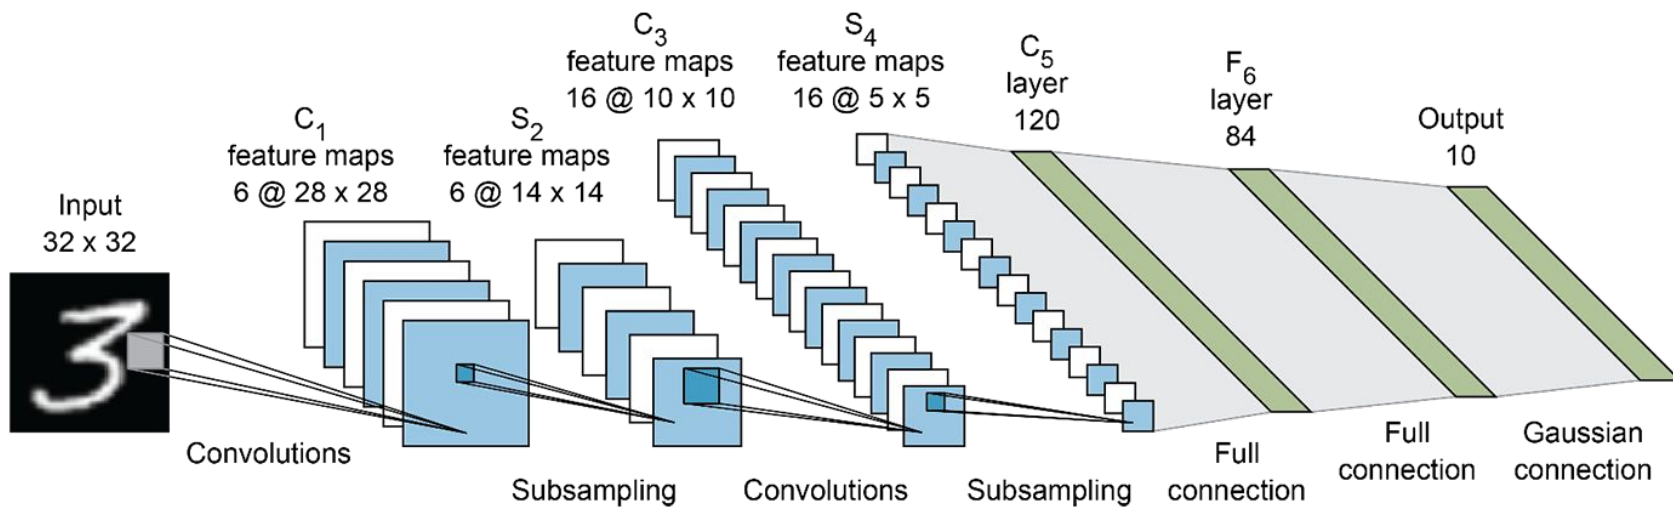 Input
32 x 32
C1
feature maps
6 @ 28 x 28
S2
feature maps
6 @ 14 x 14
C3
feature maps
16 @ 10 x 10
S4
feature maps
16 @ 5 x 5
C5
layer
120
F6
layer
84
Output
10
3
Convolutions
Subsampling
Convolutions
Subsampling
Full
connection
Full
connection
Gaussian
connection